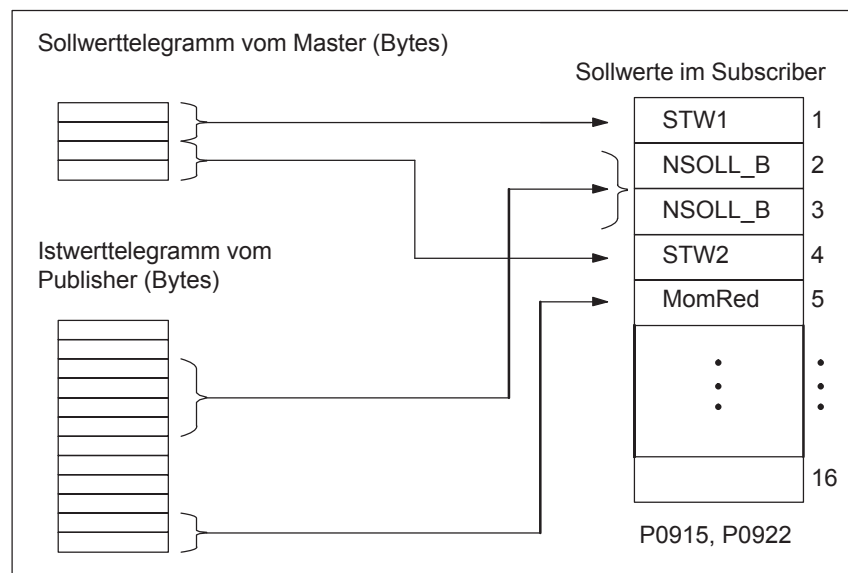 Sollwerttelegramm vom Master (Bytes)
Sollwerte im Subscriber
STW1 1
NSOLL_B 2
NSOLL_B 3
STW2 4
MomRed 5
16
Istwerttelegramm vom
Publisher (Bytes)
P0915, P0922